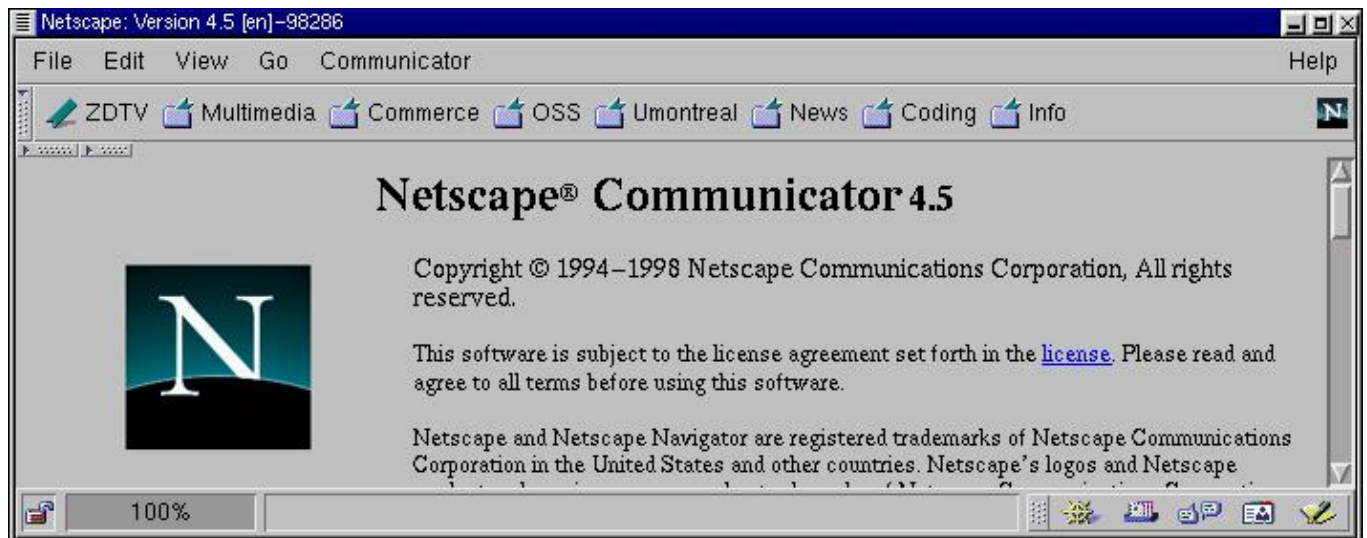 Netscape: Version 4.5 [en]–98286
File Edit View Go Communicator Help
ZDTV Multimedia Commerce OSS Umontreal News Coding Info N
Netscape® Communicator 4.5
N
Copyright © 1994–1998 Netscape Communications Corporation, All rights
reserved.
This software is subject to the license agreement set forth in the license. Please read and
agree to all terms before using this software.
Netscape and Netscape Navigator are registered trademarks of Netscape Communications
Corporation in the United States and other countries. Netscape's logos and Netscape
100%